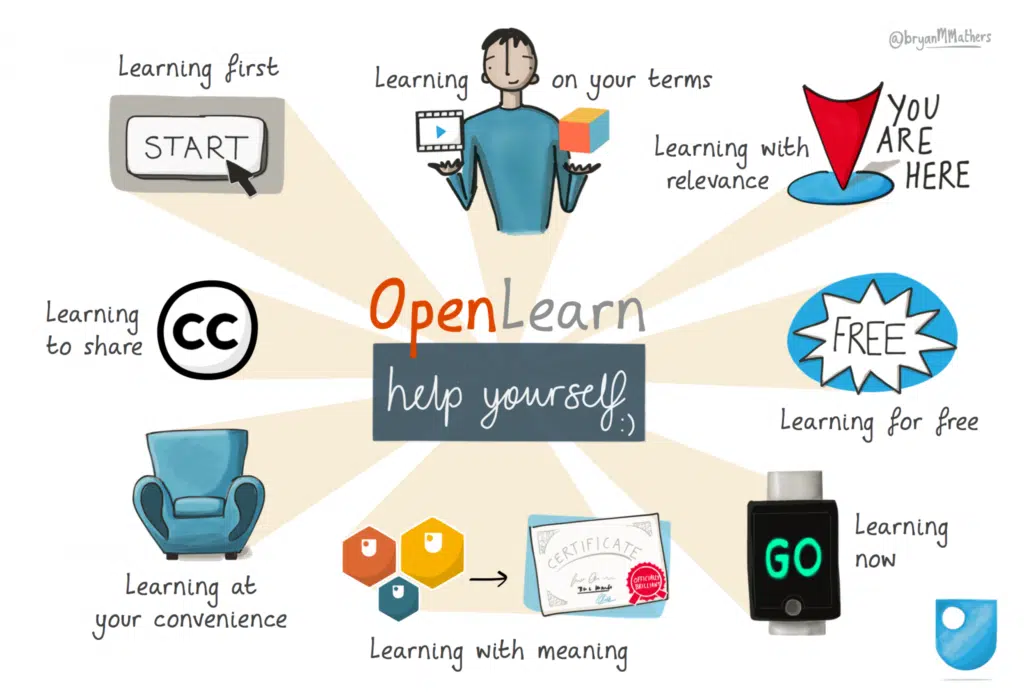 @bryanMMathers
Learning first
START
Learning on your terms
Learning with
relevance
YOU
ARE
HERE
Learning
to share
CC
OpenLearn
help yourself :)
FREE
Learning for free
Learning at
your convenience
CERTIFICATE
OFFICIALLY
BRILLIANT
Learning with meaning
GO
Learning
now